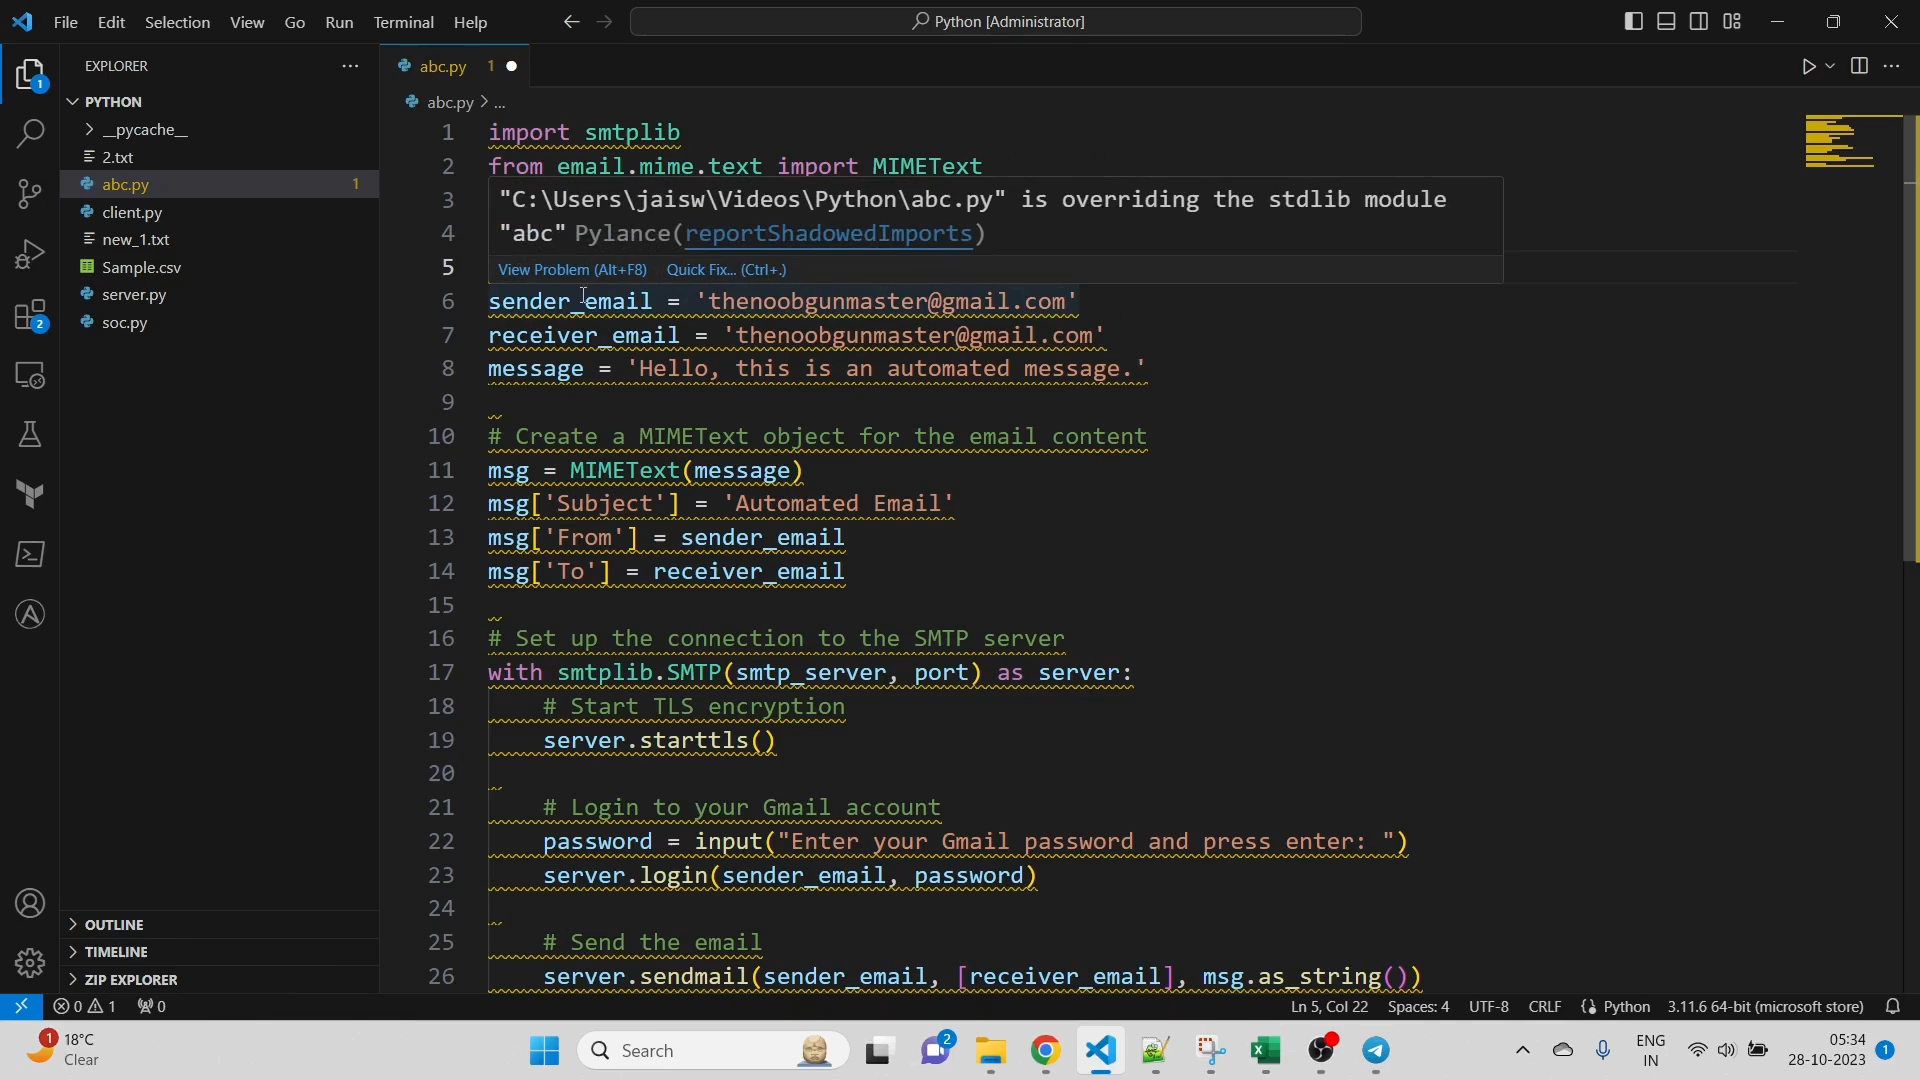 File Edit Selection View Go Run Terminal Help
Python [Administrator]
EXPLORER
abc.py 1
PYTHON
abc.py > ...
__pycache__
2.txt
abc.py 1
client.py
new_1.txt
Sample.csv
server.py
soc.py
1 import smtplib
2 from email.mime.text import MIMEText
3
4
5
"C:\Users\jaisw\Videos\Python\abc.py" is overriding the stdlib module
"abc" Pylance(reportShadowedImports)
View Problem (Alt+F8) Quick Fix... (Ctrl+.)
6 sender_email = 'thenoobgunmaster@gmail.com'
7 receiver_email = 'thenoobgunmaster@gmail.com'
8 message = 'Hello, this is an automated message.'
9
10 # Create a MIMEText object for the email content
11 msg = MIMEText(message)
12 msg['Subject'] = 'Automated Email'
13 msg['From'] = sender_email
14 msg['To'] = receiver_email
15
16 # Set up the connection to the SMTP server
17 with smtplib.SMTP(smtp_server, port) as server:
18 # Start TLS encryption
19 server.starttls()
20
21 # Login to your Gmail account
22 password = input("Enter your Gmail password and press enter: ")
23 server.login(sender_email, password)
24
25 # Send the email
26 server.sendmail(sender_email, [receiver_email], msg.as_string())
1
2
OUTLINE
TIMELINE
ZIP EXPLORER
0 1 0
Ln 5, Col 22 Spaces: 4 UTF-8 CRLF Python 3.11.6 64-bit (microsoft store)
1 18°C
Clear
Search
2
ENG
IN
05:34
28-10-2023
1